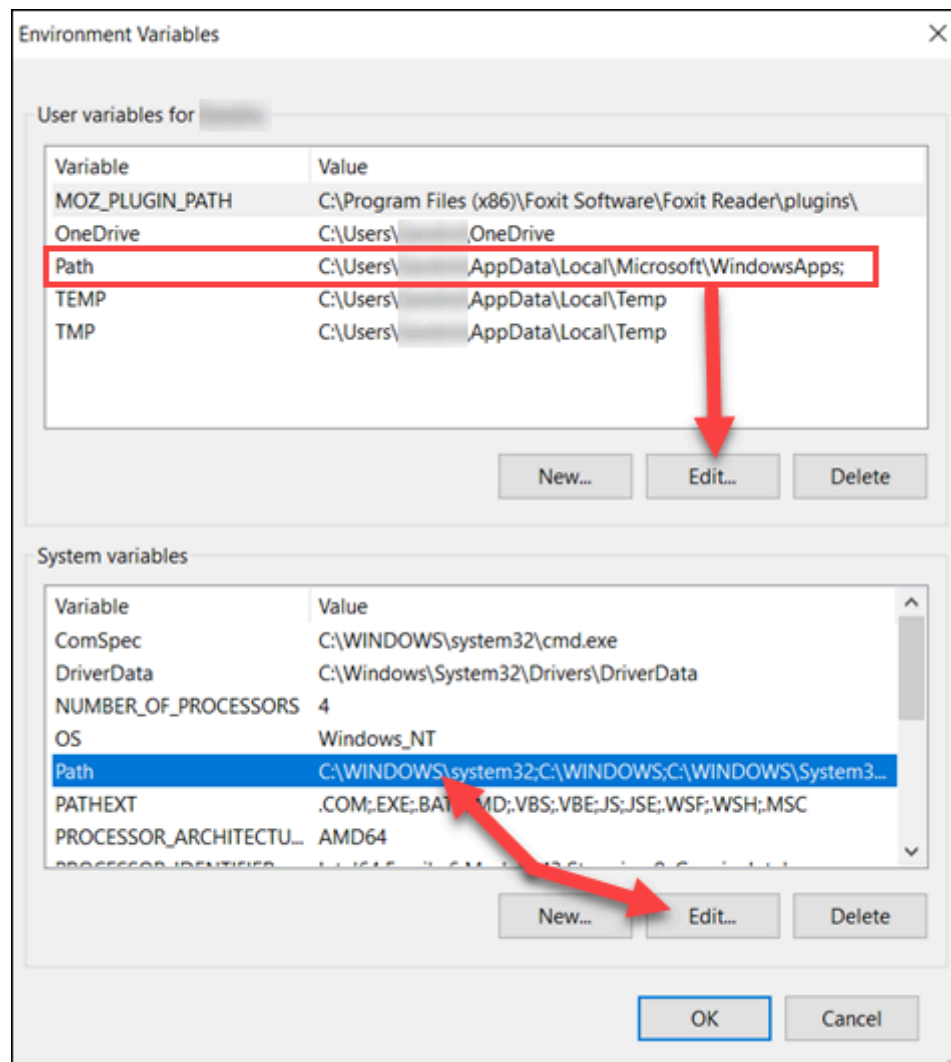 Environment Variables
User variables for
Variable Value
MOZ_PLUGIN_PATH C:\Program Files (x86)\Foxit Software\Foxit Reader\plugins\
OneDrive C:\Users\ OneDrive
Path C:\Users\ AppData\Local\Microsoft\WindowsApps;
TEMP C:\Users\ AppData\Local\Temp
TMP C:\Users\ AppData\Local\Temp
New... Edit... Delete
System variables
Variable Value
ComSpec C:\WINDOWS\system32\cmd.exe
DriverData C:\Windows\System32\Drivers\DriverData
NUMBER_OF_PROCESSORS 4
OS Windows_NT
Path C:\WINDOWS\system32;C:\WINDOWS;C:\WINDOWS\System3...
PATHEXT .COM;.EXE;.BAT MD;.VBS;.VBE;.JS;.JSE;.WSF;.WSH;.MSC
PROCESSOR_ARCHITECTU... AMD64
New... Edit... Delete
OK Cancel